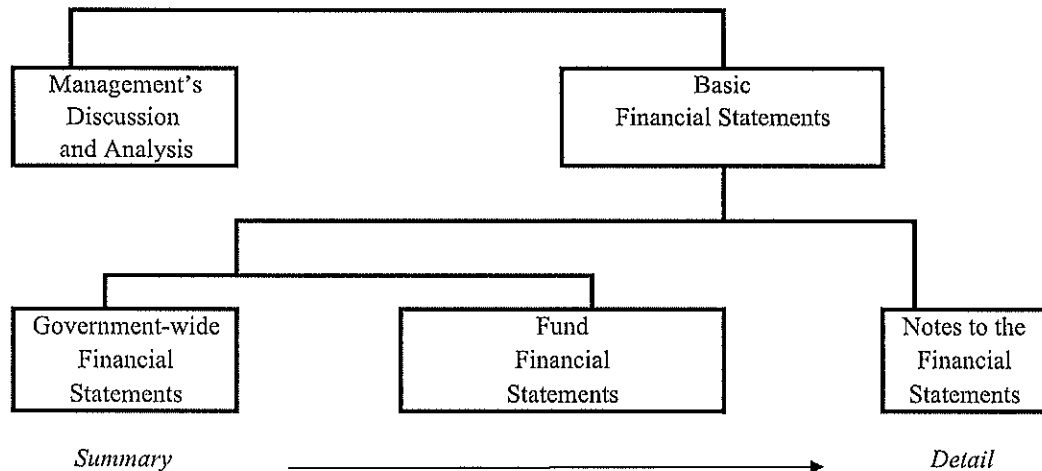 Management's
Discussion
and Analysis
Basic
Financial Statements
Government-wide
Financial
Statements
Fund
Financial
Statements
Notes to the
Financial
Statements
Summary
Detail